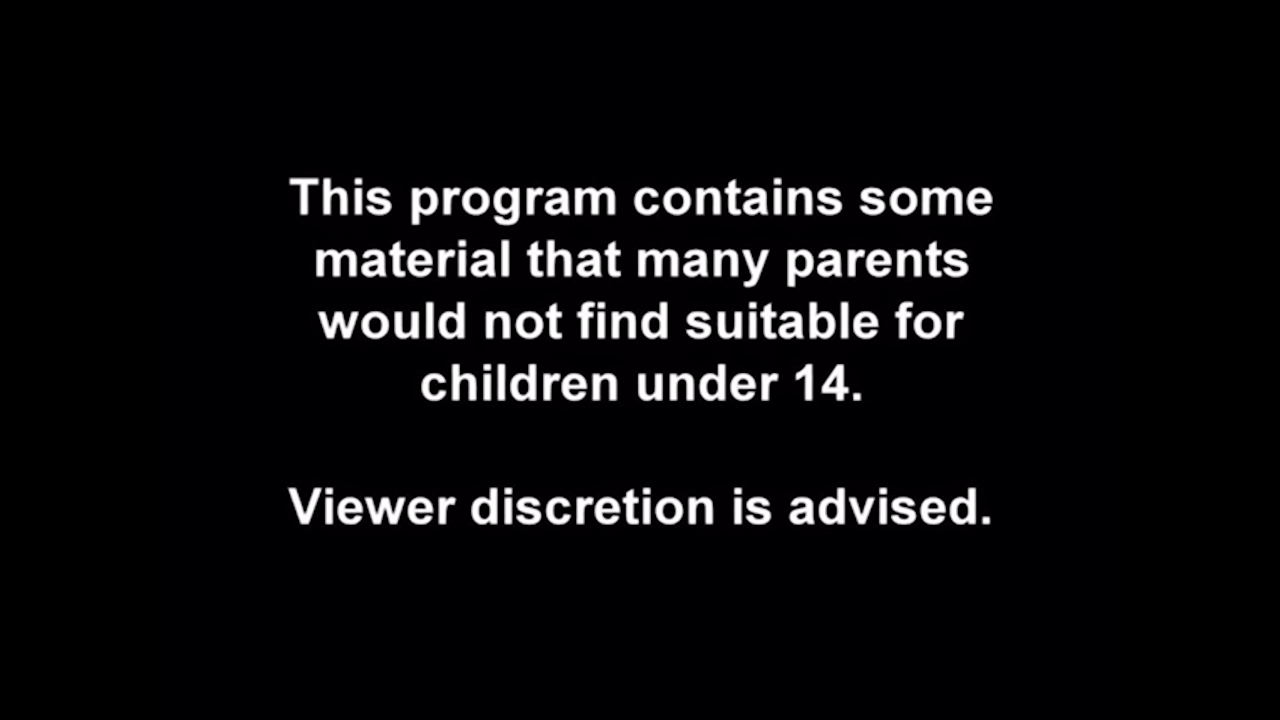 This program contains some
material that many parents
would not find suitable for
children under 14.
Viewer discretion is advised.